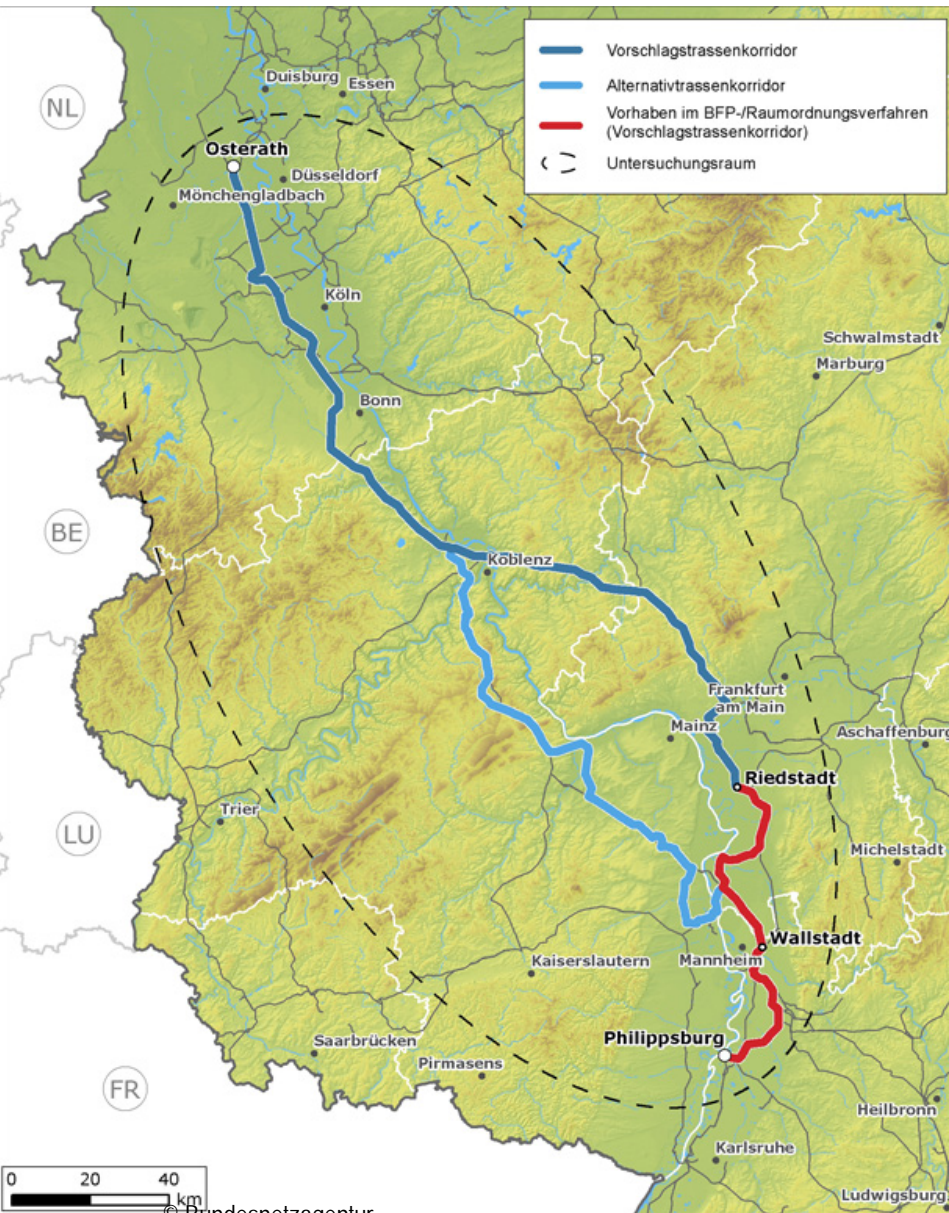 Vorschlagstrassenkorridor
Alternativtrassenkorridor
Vorhaben im BFP-/Raumordnungsverfahren
(Vorschlagstrassenkorridor)
Untersuchungsraum
NL
Duisburg
Essen
Osterath
Düsseldorf
Mönchengladbach
Köln
Schwalmstadt
Marburg
Bonn
BE
Koblenz
Frankfurt
am Main
Mainz
Aschaffenburg
Riedstadt
Trier
LU
Michelstadt
Wallstadt
Kaiserslautern
Mannheim
Philippsburg
Saarbrücken
Pirmasens
FR
Heilbronn
Karlsruhe
0 20 40
km
Ludwigsburg
© Bundesnetzagentur